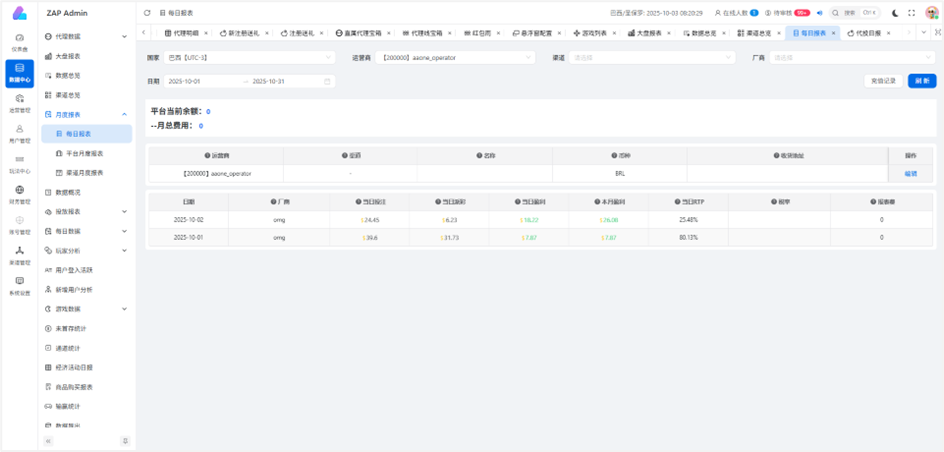 ZAP Admin
每日报表
巴西/圣保罗: 2025-10-03 08:20:29
在线人数 1
待审核 99+
搜索
Ctrl K
代理明细
新注册送礼
注册送礼
直属代理宝箱
代理线宝箱
红包雨
悬浮窗配置
游戏列表
大盘报表
数据总览
渠道总览
每日报表
代投日报
仪表盘
数据中心
运营管理
用户管理
玩法中心
网页管理
账号管理
渠道管理
系统设置
代理数据
大盘报表
数据总览
渠道总览
月度报表
每日报表
平台月度报表
渠道月度报表
数据概况
投放报表
每日数据
玩家分析
用户登入活跃
新增用户分析
游戏数据
未首存统计
通道统计
经济活动日报
商品购买报表
输赢统计
数据导出
国家
巴西【UTC-3】
运营商
【200000】aaone_operator
渠道
请选择
厂商
请选择
日期
2025-10-01
2025-10-31
充值记录
刷新
平台当前余额: 0
--月总费用: 0
运营商
名称
币种
收货地址
操作
【200000】aaone_operator
-
BRL
编辑
日期
厂商
当日投注
当日派彩
当日盈利
本月盈利
当日RTP
税率
报表费
2025-10-02
omg
24.45
6.23
18.22
26.08
25.48%
0
2025-10-01
omg
39.6
31.73
7.87
7.87
80.13%
0